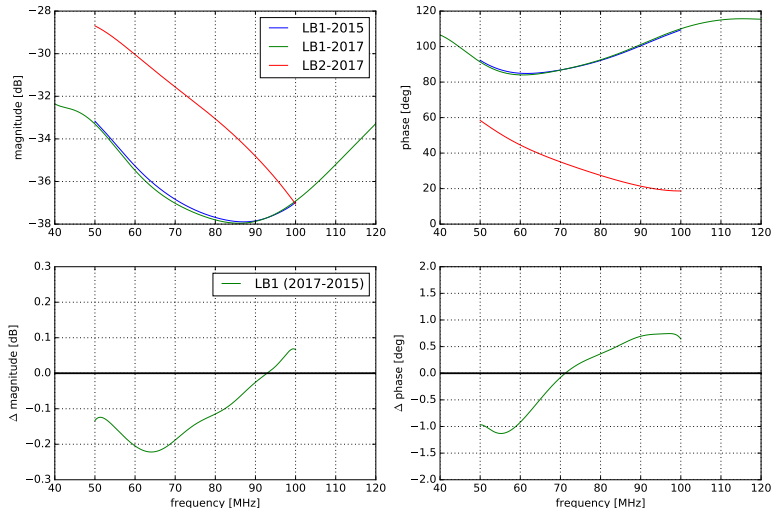 −28
−30
−32
−34
−36
−38
magnitude [dB]
40 50 60 70 80 90 100 110 120
LB1-2015
LB1-2017
LB2-2017
120
100
80
60
40
20
0
phase [deg]
40 50 60 70 80 90 100 110 120
0.3
0.2
0.1
0.0
−0.1
−0.2
−0.3
Δ magnitude [dB]
40 50 60 70 80 90 100 110 120
frequency [MHz]
LB1 (2017-2015)
2.0
1.5
1.0
0.5
0.0
−0.5
−1.0
−1.5
−2.0
Δ phase [deg]
40 50 60 70 80 90 100 110 120
frequency [MHz]